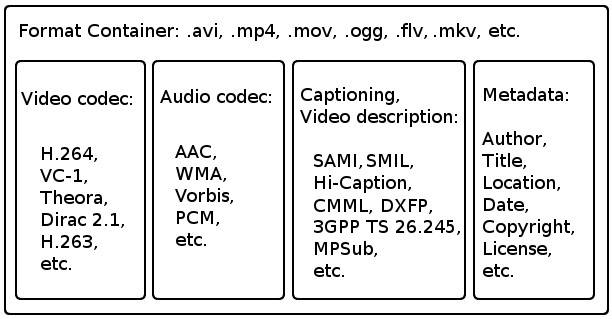 Format Container: .avi, .mp4, .mov, .ogg, .flv, .mkv, etc.
Video codec:
H.264,
VC-1,
Theora,
Dirac 2.1,
H.263,
etc.
Audio codec:
AAC,
WMA,
Vorbis,
PCM,
etc.
Captioning,
Video description:
SAMI, SMIL,
Hi-Caption,
CMML, DXFP,
3GPP TS 26.245,
MPSub,
etc.
Metadata:
Author,
Title,
Location,
Date,
Copyright,
License,
etc.